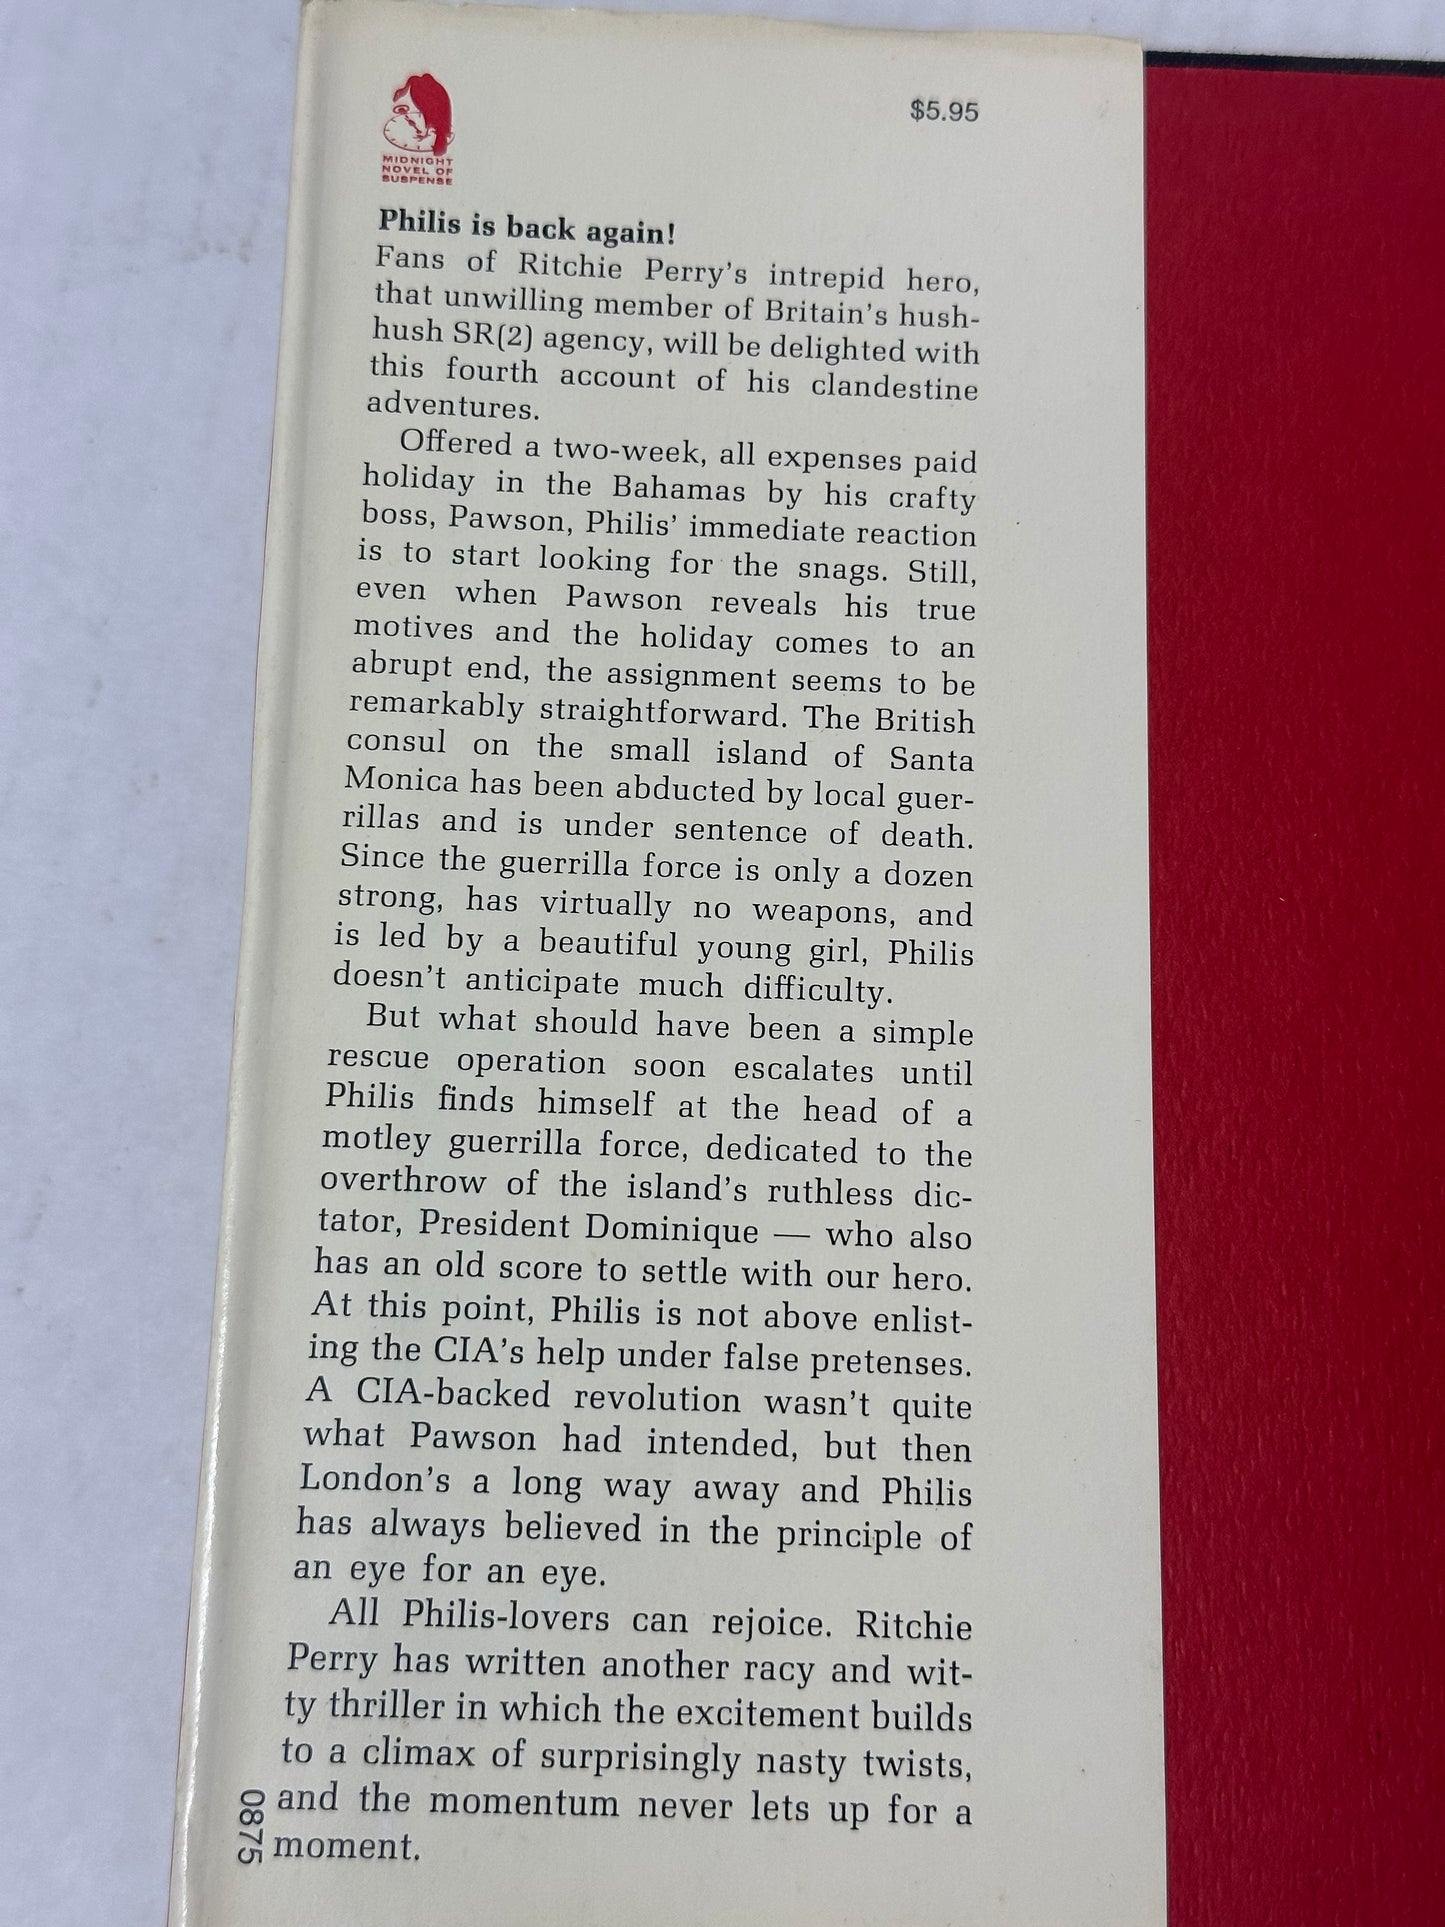 MIDNIGHT
NOVEL OF
SUSPENSE
$5.95
Philis is back again!
Fans of Ritchie Perry's intrepid hero,
that unwilling member of Britain's hush-
hush SR(2) agency, will be delighted with
this fourth account of his clandestine
adventures.
Offered a two-week, all expenses paid
holiday in the Bahamas by his crafty
boss, Pawson, Philis' immediate reaction
is to start looking for the snags. Still,
even when Pawson reveals his true
motives and the holiday comes to an
abrupt end, the assignment seems to be
remarkably straightforward. The British
consul on the small island of Santa
Monica has been abducted by local guer-
rillas and is under sentence of death.
Since the guerrilla force is only a dozen
strong, has virtually no weapons, and
is led by a beautiful young girl, Philis
doesn't anticipate much difficulty.
But what should have been a simple
rescue operation soon escalates until
Philis finds himself at the head of a
motley guerrilla force, dedicated to the
overthrow of the island's ruthless dic-
tator, President Dominique — who also
has an old score to settle with our hero.
At this point, Philis is not above enlist-
ing the CIA's help under false pretenses.
A CIA-backed revolution wasn't quite
what Pawson had intended, but then
London's a long way away and Philis
has always believed in the principle of
an eye for an eye.
All Philis-lovers can rejoice. Ritchie
Perry has written another racy and wit-
ty thriller in which the excitement builds
to a climax of surprisingly nasty twists,
and the momentum never lets up for a
moment.
0875